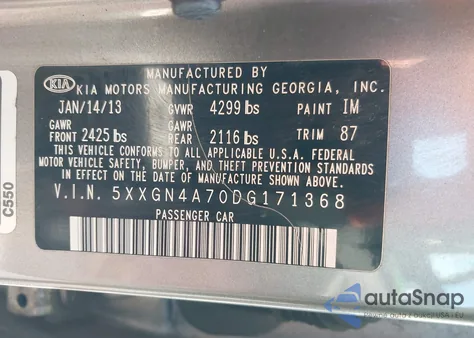 MANUFACTURED BY
KIA KIA MOTORS MANUFACTURING GEORGIA, INC.
JAN/14/13 GVWR 4299 lbs PAINT IM
GAWR FRONT 2425 lbs GAWR REAR 2116 lbs TRIM 87
THIS VEHICLE CONFORMS TO ALL APPLICABLE U.S.A. FEDERAL
MOTOR VEHICLE SAFETY, BUMPER, AND THEFT PREVENTION STANDARDS
IN EFFECT ON THE DATE OF MANUFACTURE SHOWN ABOVE.
V.I.N. 5XXGN4A70DG171368
PASSENGER CAR
C550
autoSnap